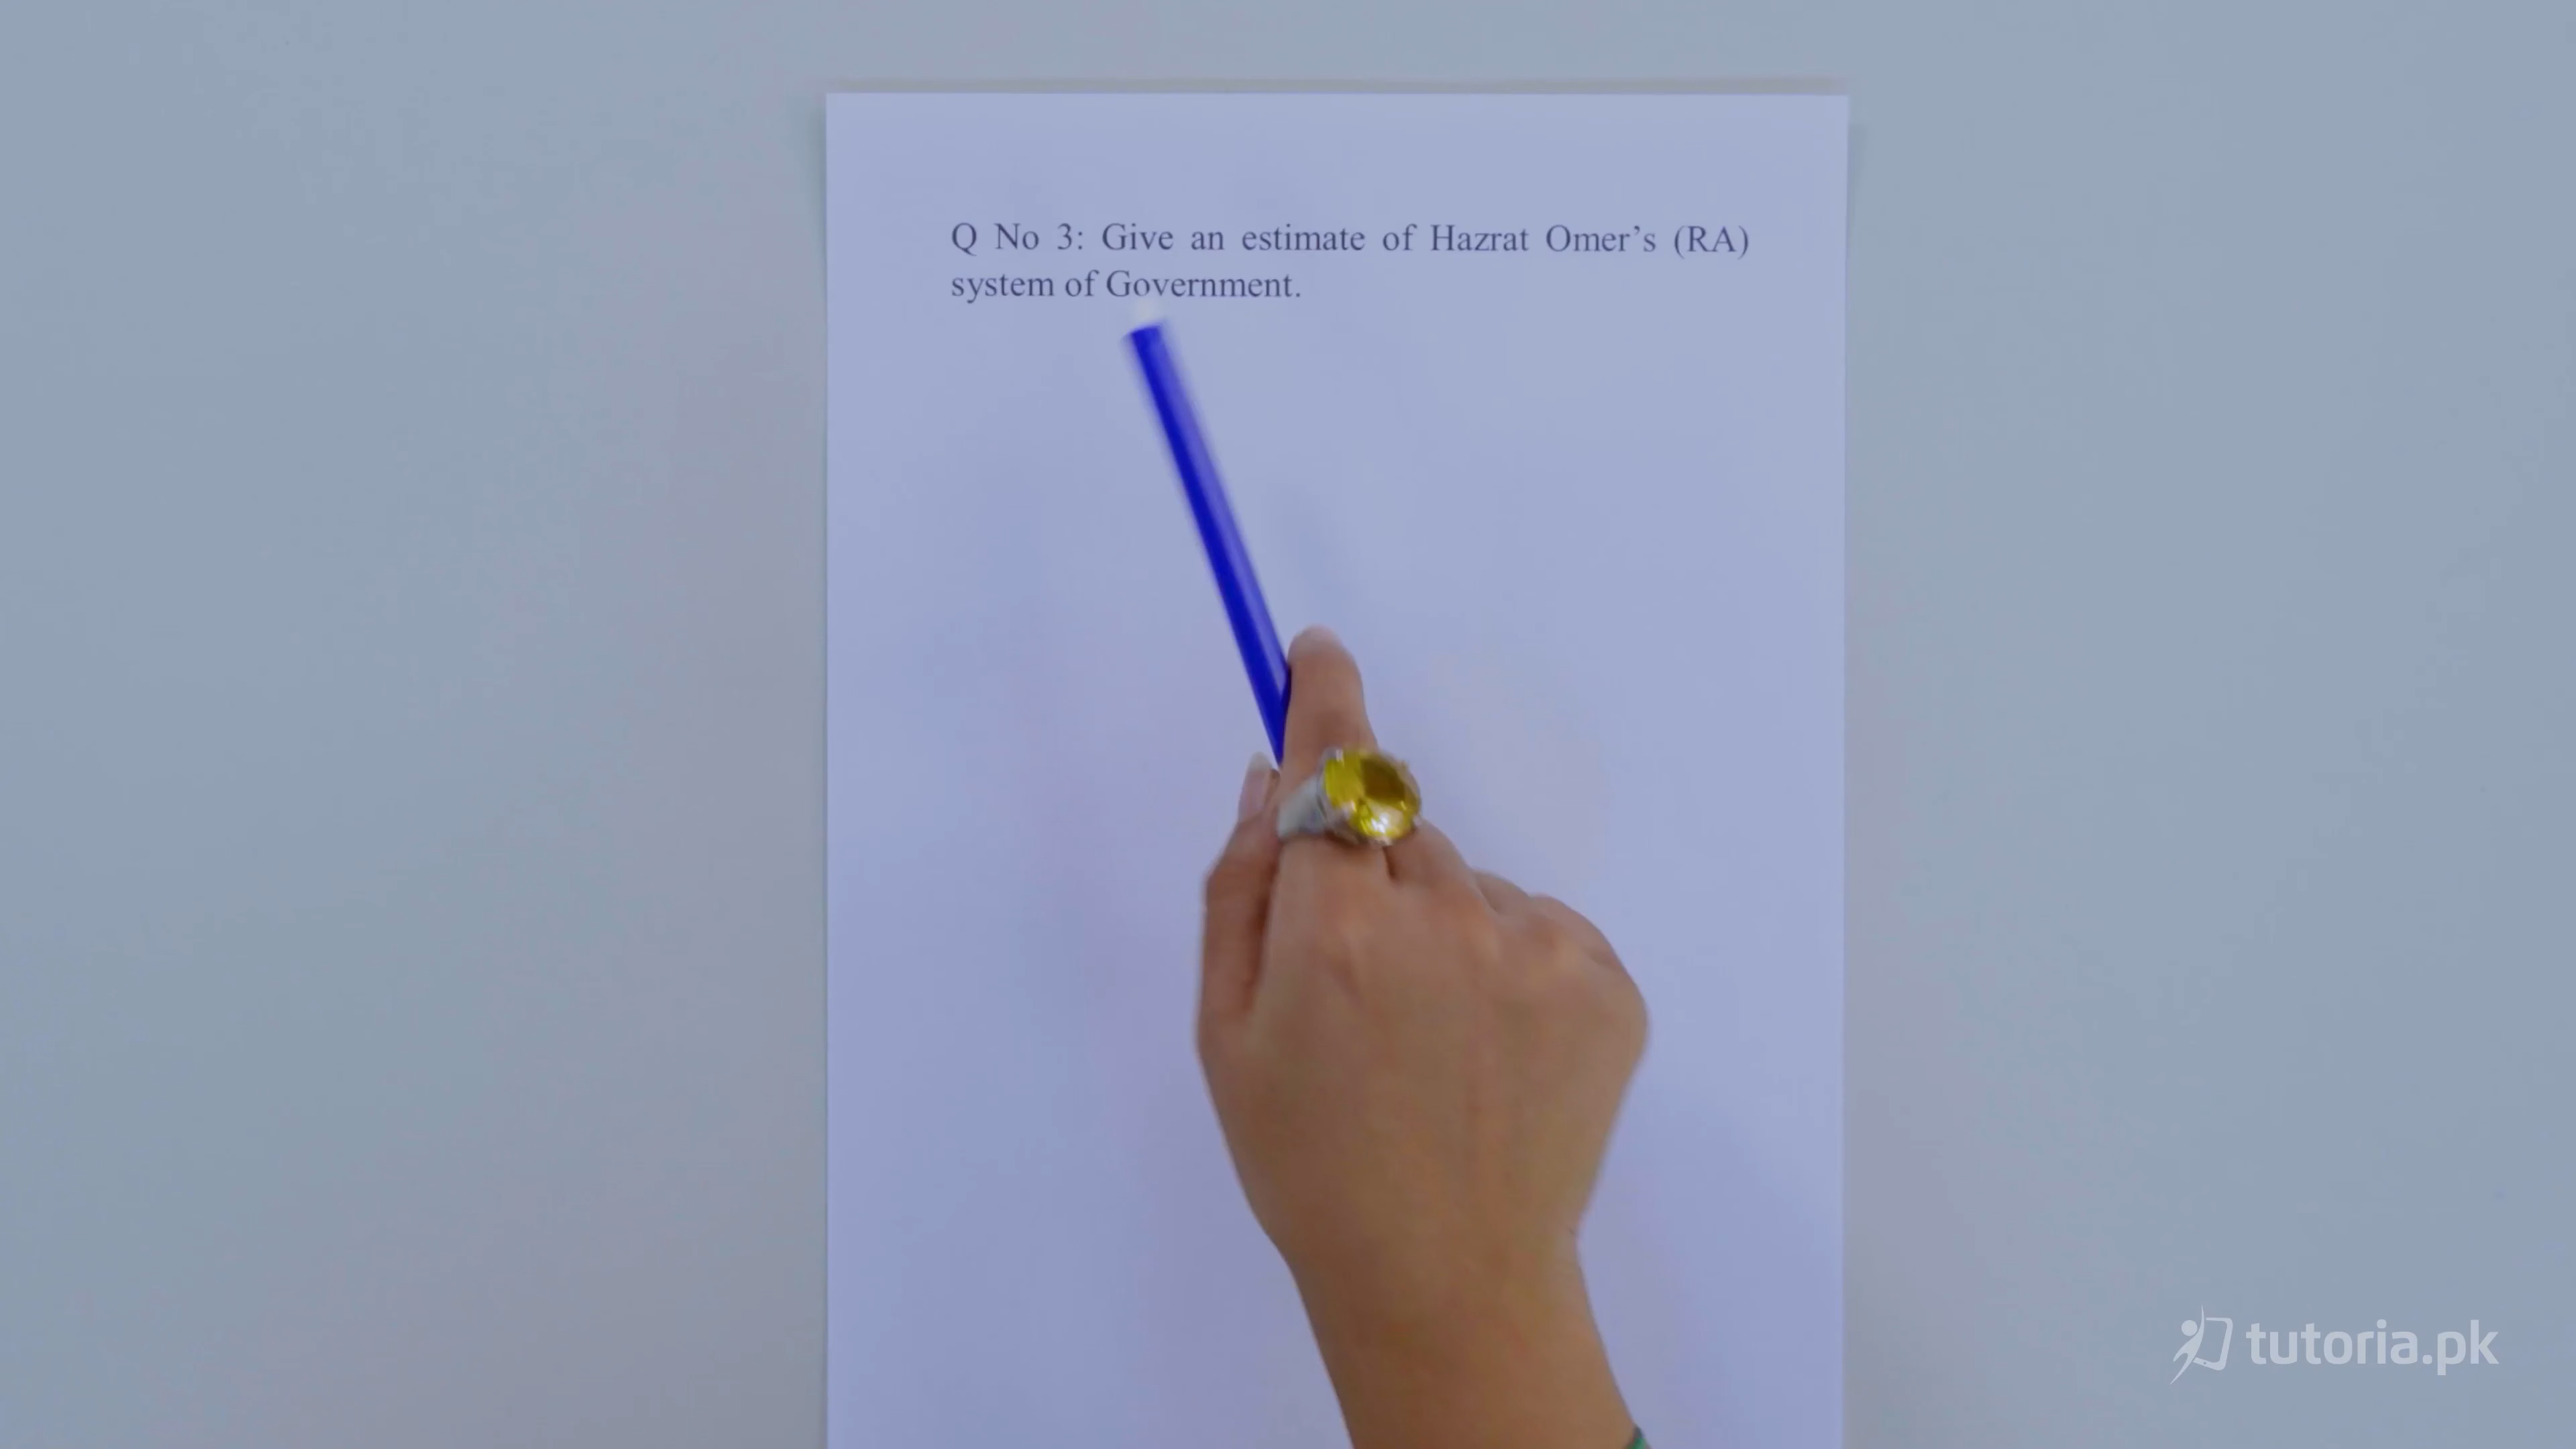 Q No 3: Give an estimate of Hazrat Omer's (RA)
system of Government.
tutoria.pk